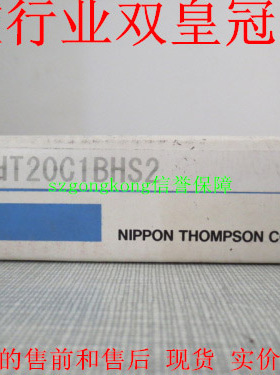 行业双皇冠
HT20C1BHS2
szgongkong信誉保障
NIPPON THOMPSON CO
的售前和售后 现货 实价